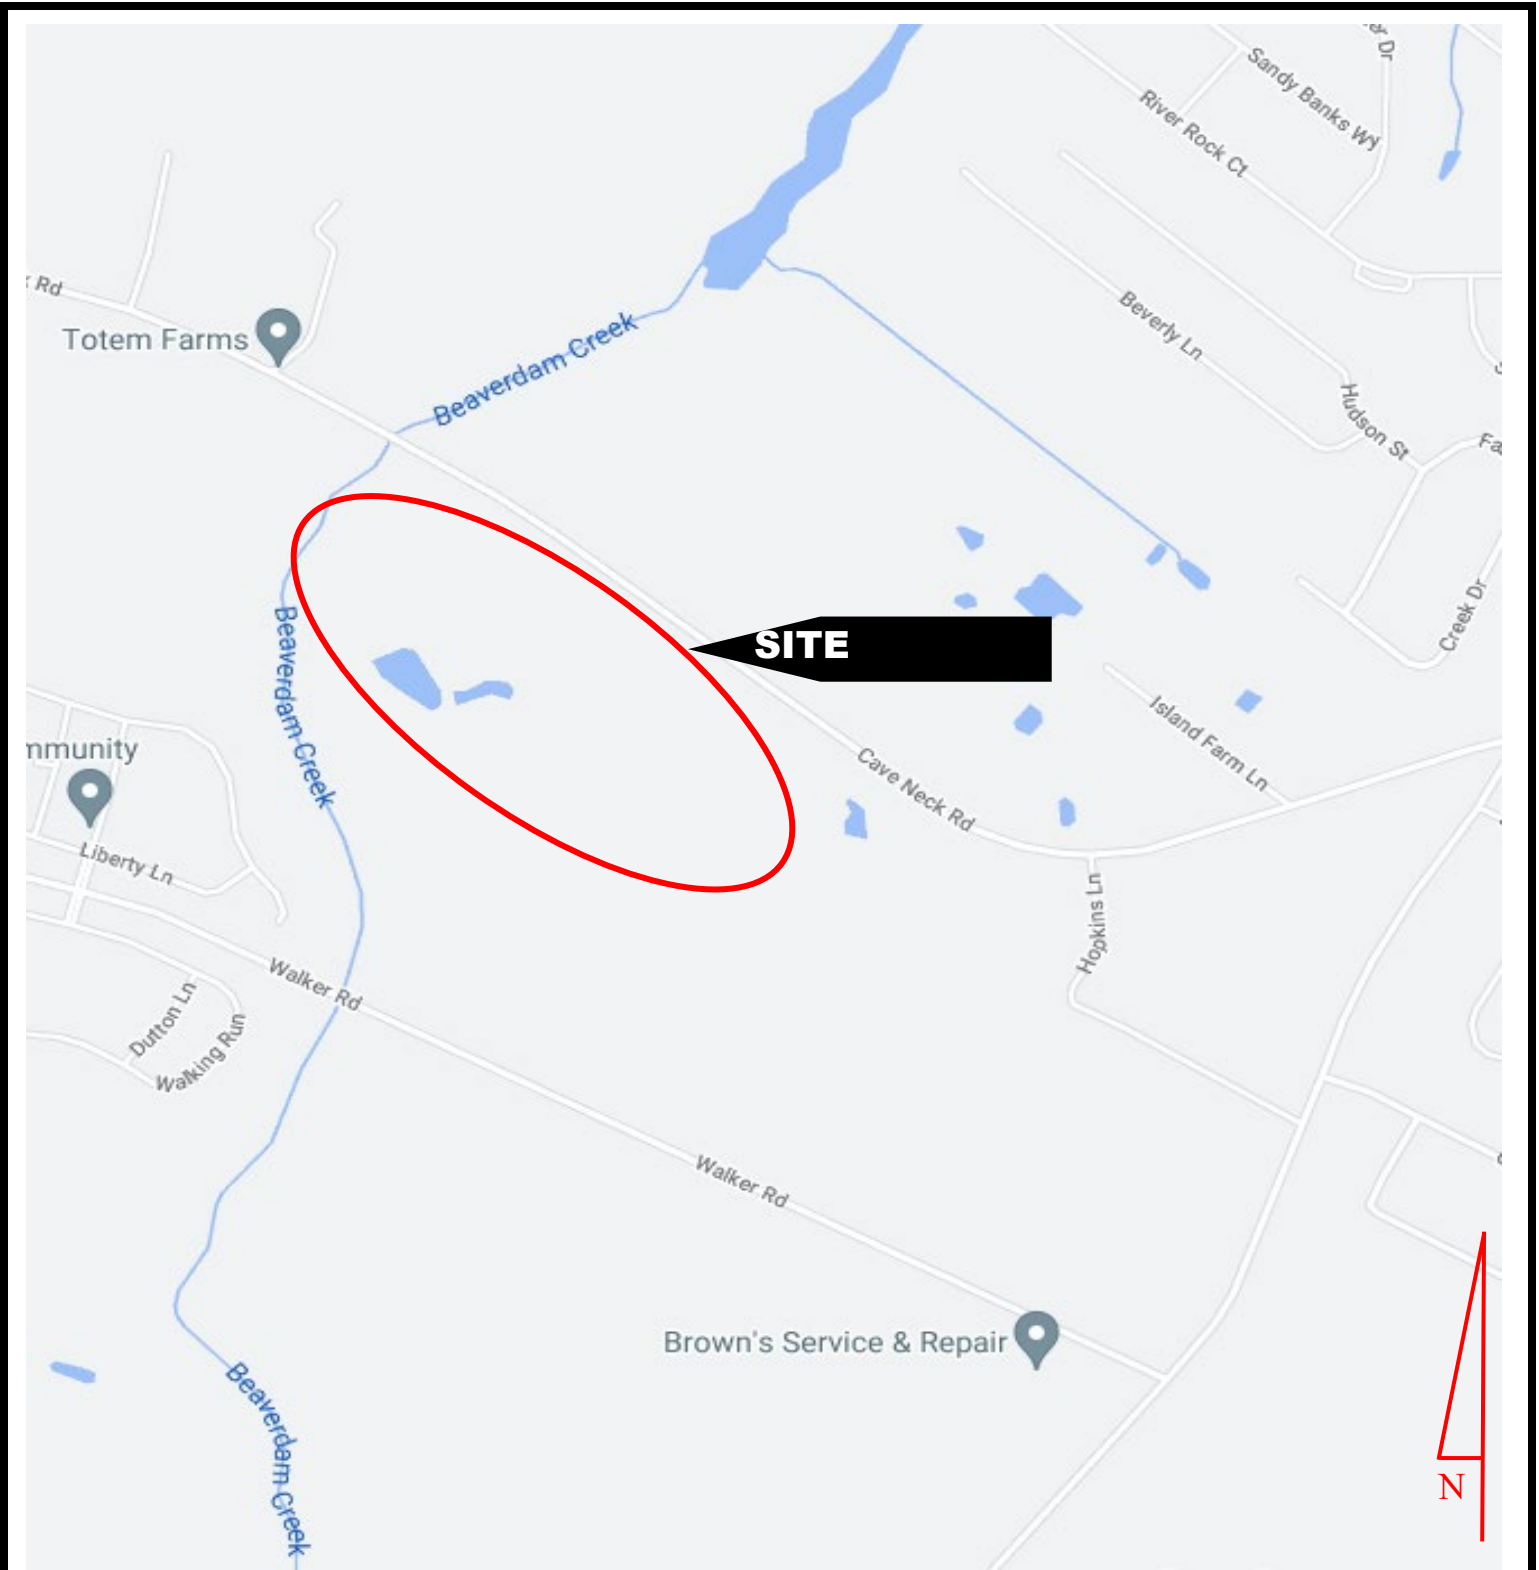 Dr
Sandy Banks Wy
River Rock Ct
Rd
Totem Farms
Beaverdam Creek
Beverly Ln
Hudson St
Creek Dr
SITE
Beaverdam Creek
Island Farm Ln
Cave Neck Rd
mmunity
Liberty Ln
Hopkins Ln
Walker Rd
Dutton Ln
Walking Run
Walker Rd
Brown's Service & Repair
Beaverdam Creek
N